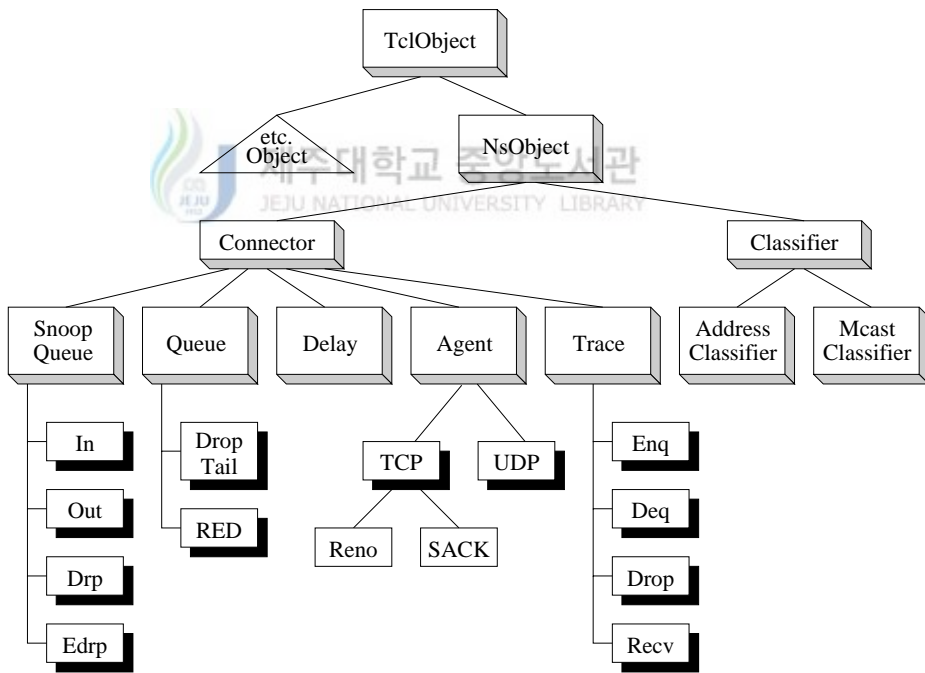 TclObject
etc.
Object
NsObject
제주대학교 중앙도서관
JEJU NATIONAL UNIVERSITY LIBRARY
JEJU
Connector
Classifier
Snoop
Queue
Queue
Delay
Agent
Trace
Address
Classifier
Mcast
Classifier
In
Out
Drp
Edrp
Drop
Tail
RED
TCP
UDP
Reno
SACK
Enq
Deq
Drop
Recv